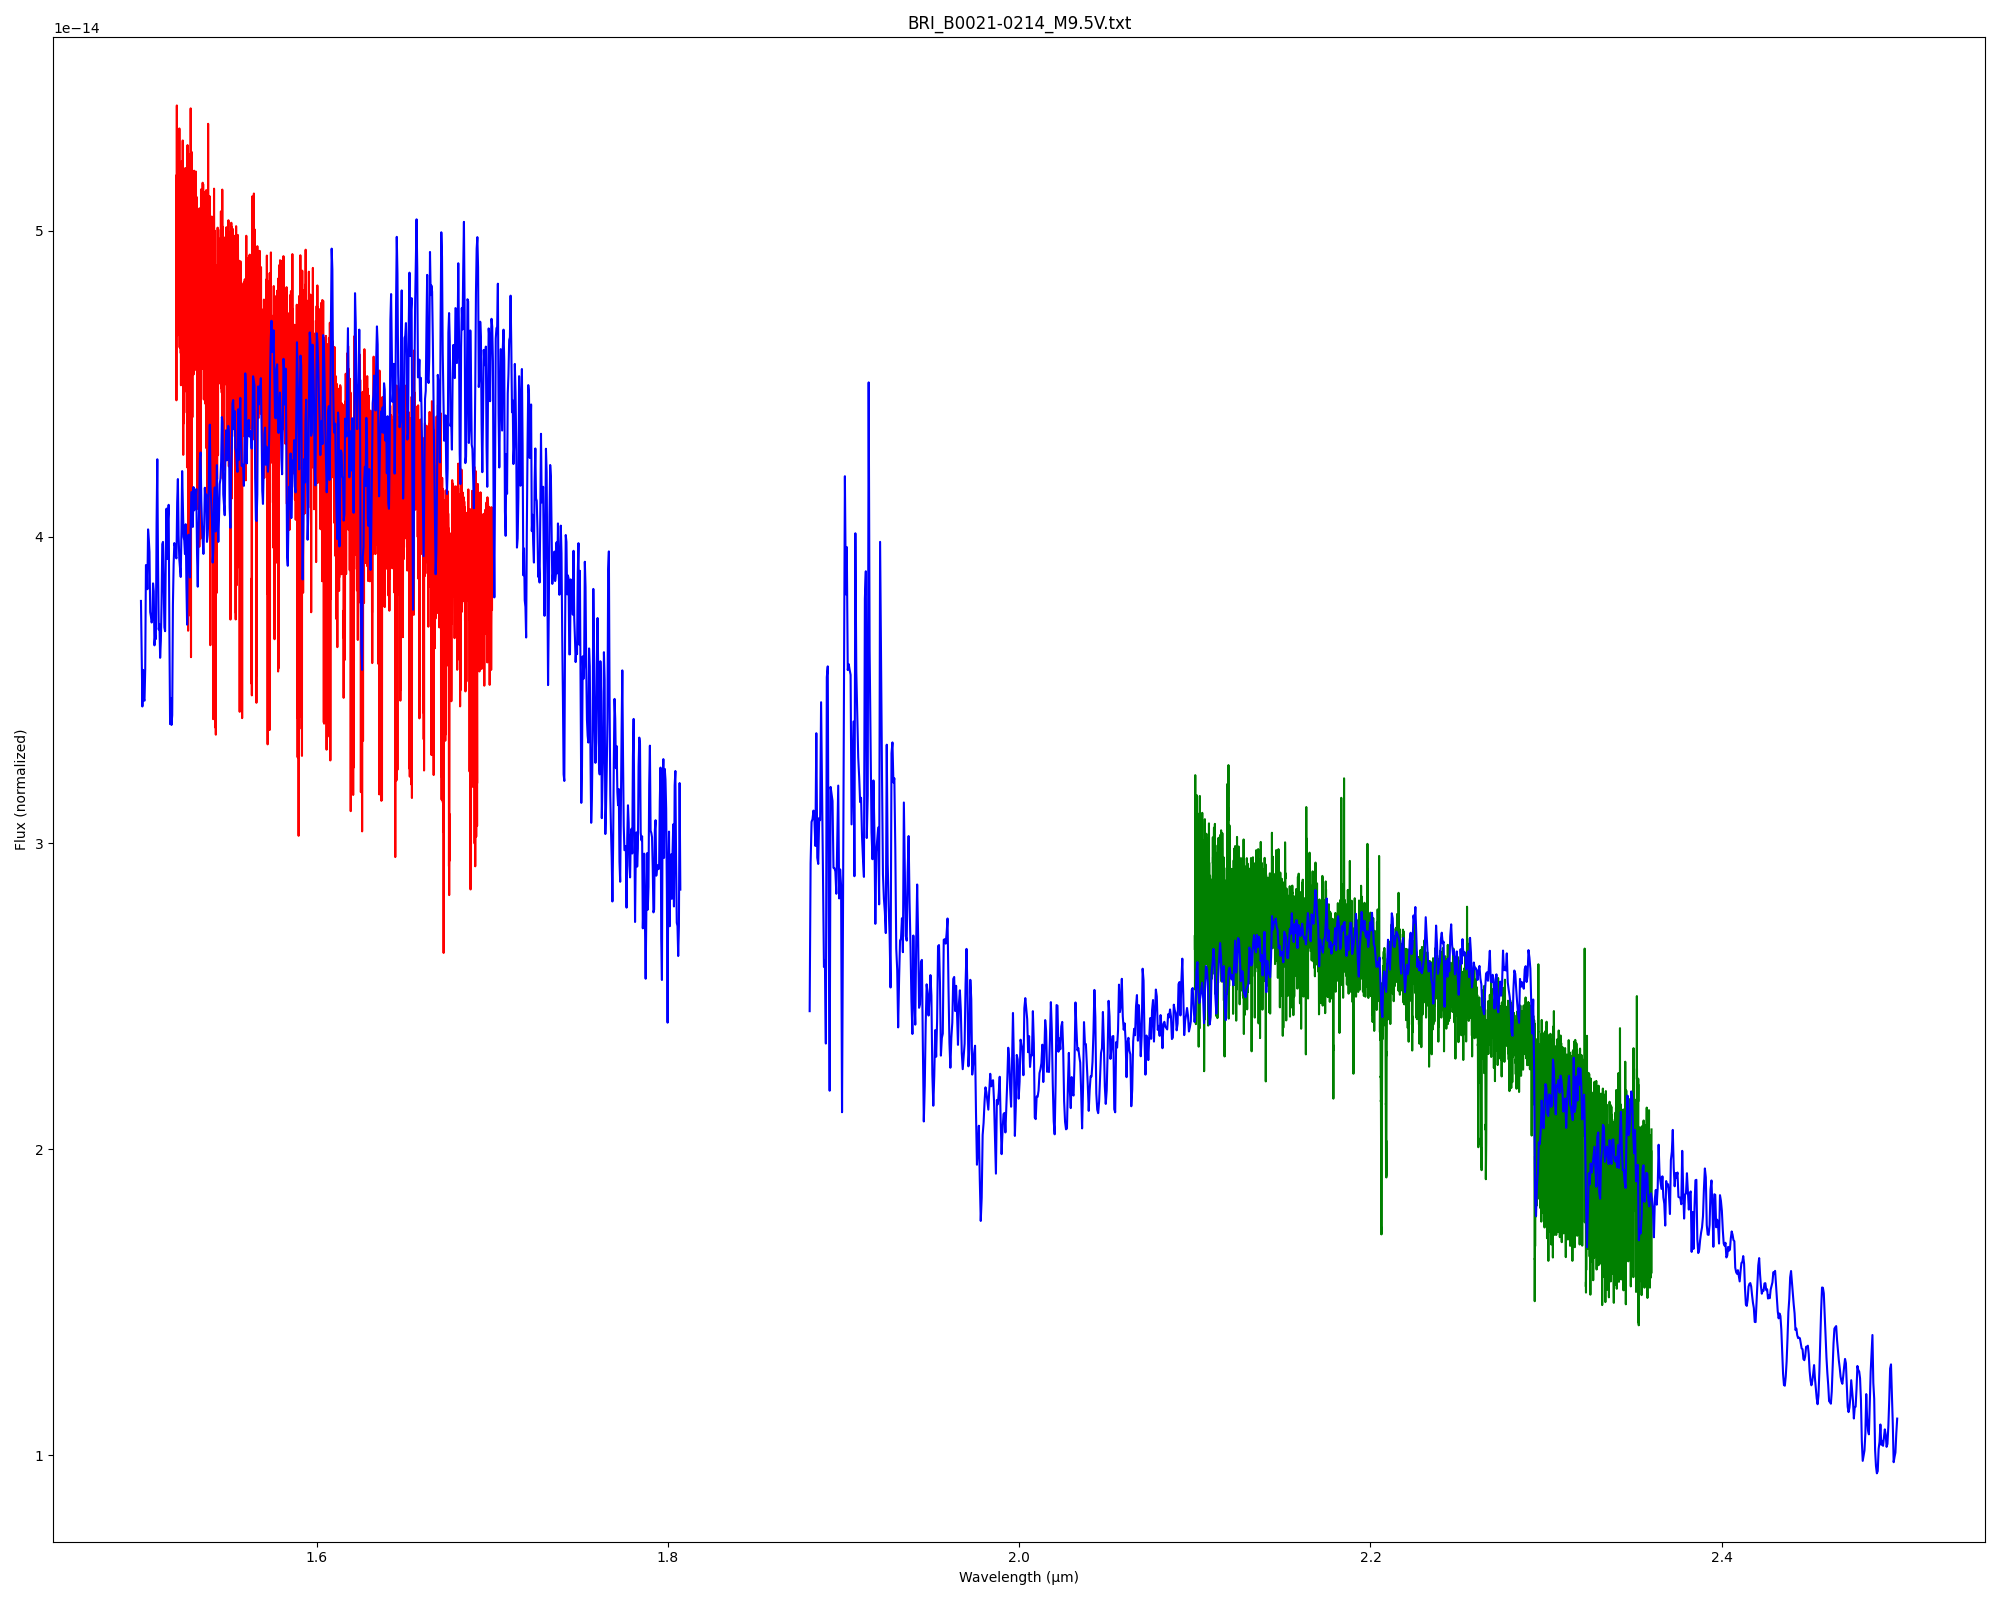 BRI_B0021-0214_M9.5V.txt
1e−14
5
4
3
2
1
Flux (normalized)
1.6
1.8
2.0
2.2
2.4
Wavelength (μm)